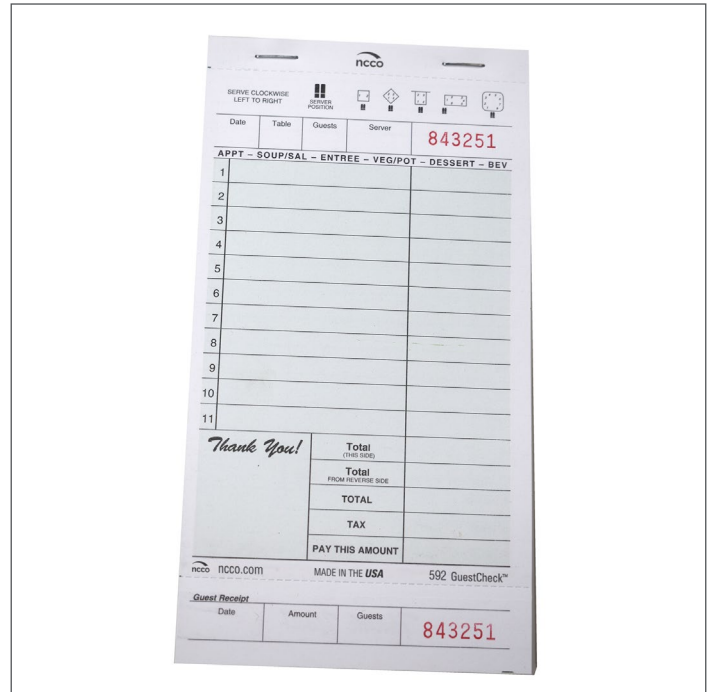 ncco
SERVE CLOCKWISE
LEFT TO RIGHT
SERVER
POSITION
Date Table Guests Server 843251
APPT – SOUP/SAL – ENTREE – VEG/POT – DESSERT – BEV
1
2
3
4
5
6
7
8
9
10
11
Thank You!
Total
(THIS SIDE)
Total
FROM REVERSE SIDE
TOTAL
TAX
PAY THIS AMOUNT
ncco ncco.com MADE IN THE USA 592 GuestCheck™
Guest Receipt
Date Amount Guests 843251